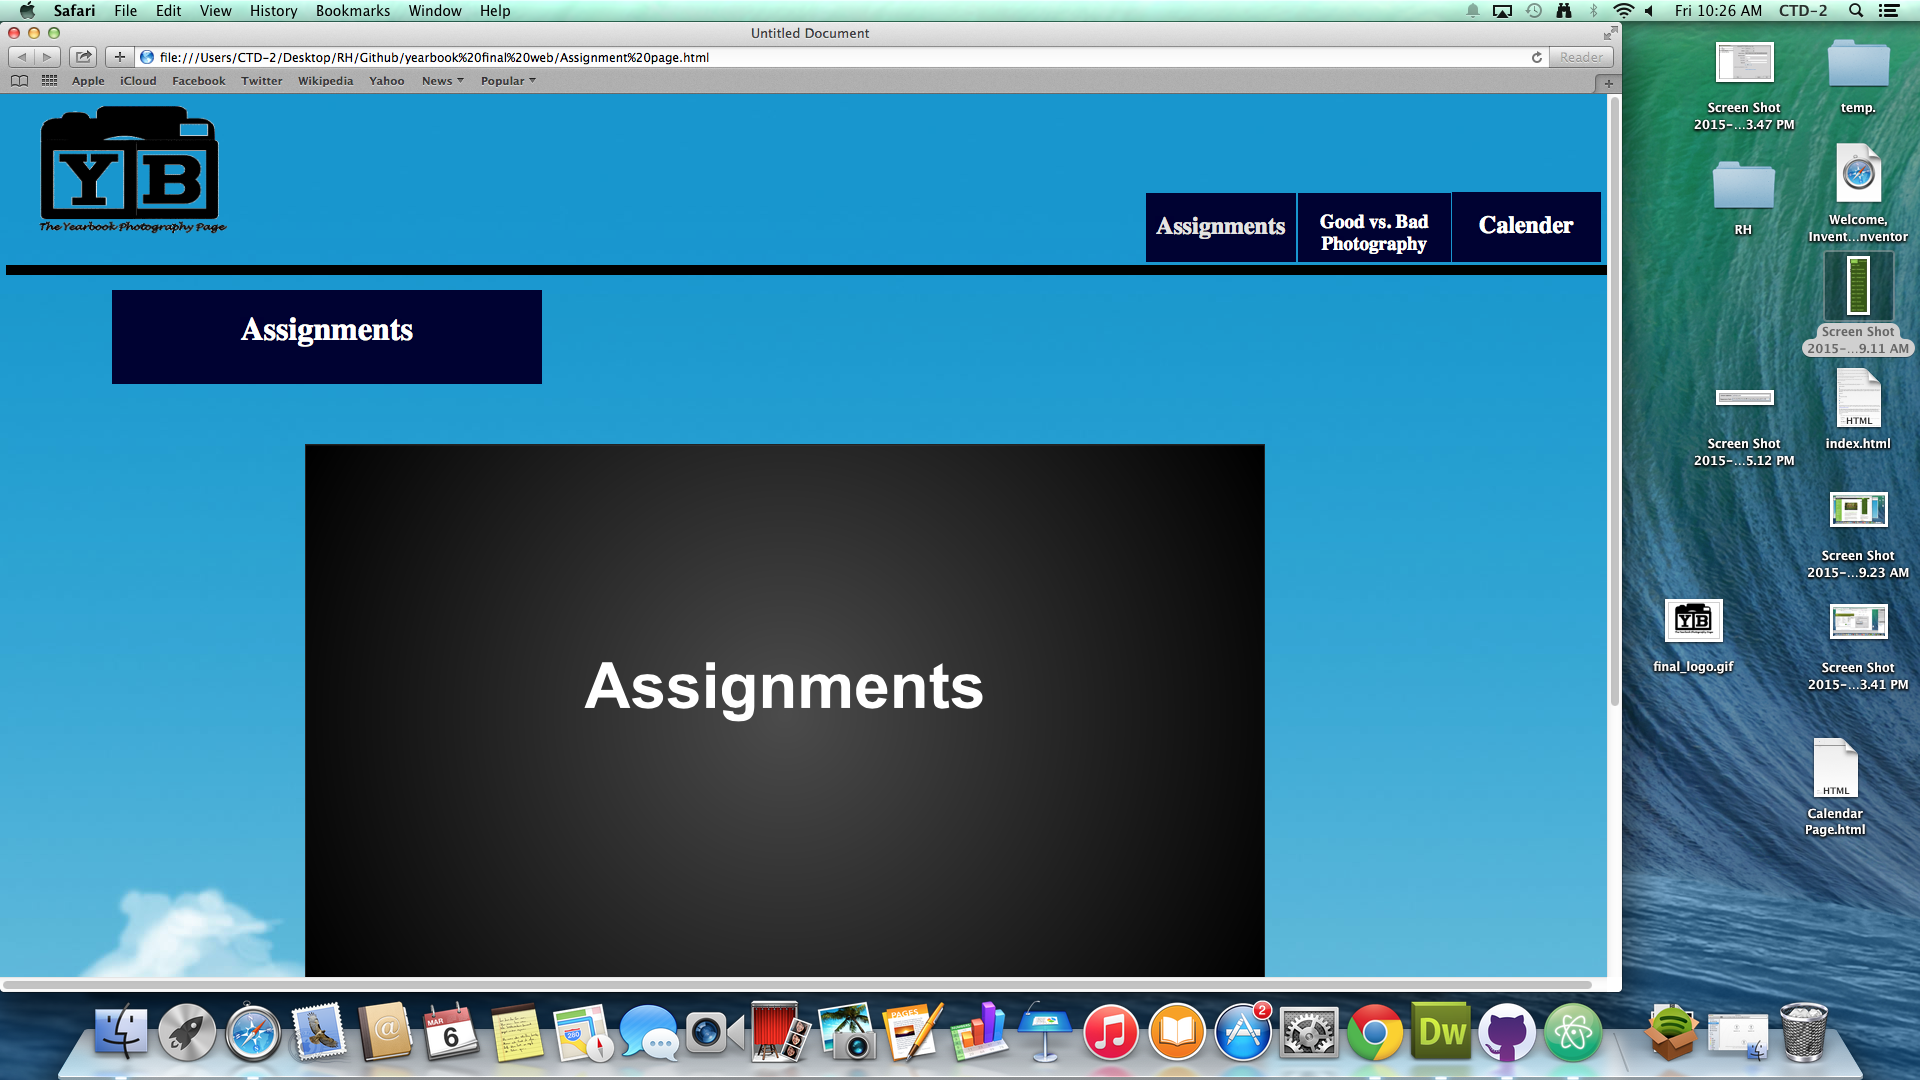 Safari File Edit View History Bookmarks Window Help
Fri 10:26 AM CTD-2
Untitled Document
file:///Users/CTD-2/Desktop/RH/Github/yearbook%20final%20web/Assignment%20page.html
Reader
Apple iCloud Facebook Twitter Wikipedia Yahoo News Popular
YB
The Yearbook Photography Page
Assignments
Good vs. Bad
Photography
Calender
Assignments
Assignments
Screen Shot
2015-...3.47 PM
temp.
RH
Welcome,
Invent...nventor
Screen Shot
2015-...9.11 AM
Screen Shot
2015-...5.12 PM
HTML
index.html
Screen Shot
2015-...9.23 AM
YB
final_logo.gif
Screen Shot
2015-...3.41 PM
HTML
Calendar
Page.html
MAR
6
280
PAGES
2
Dw